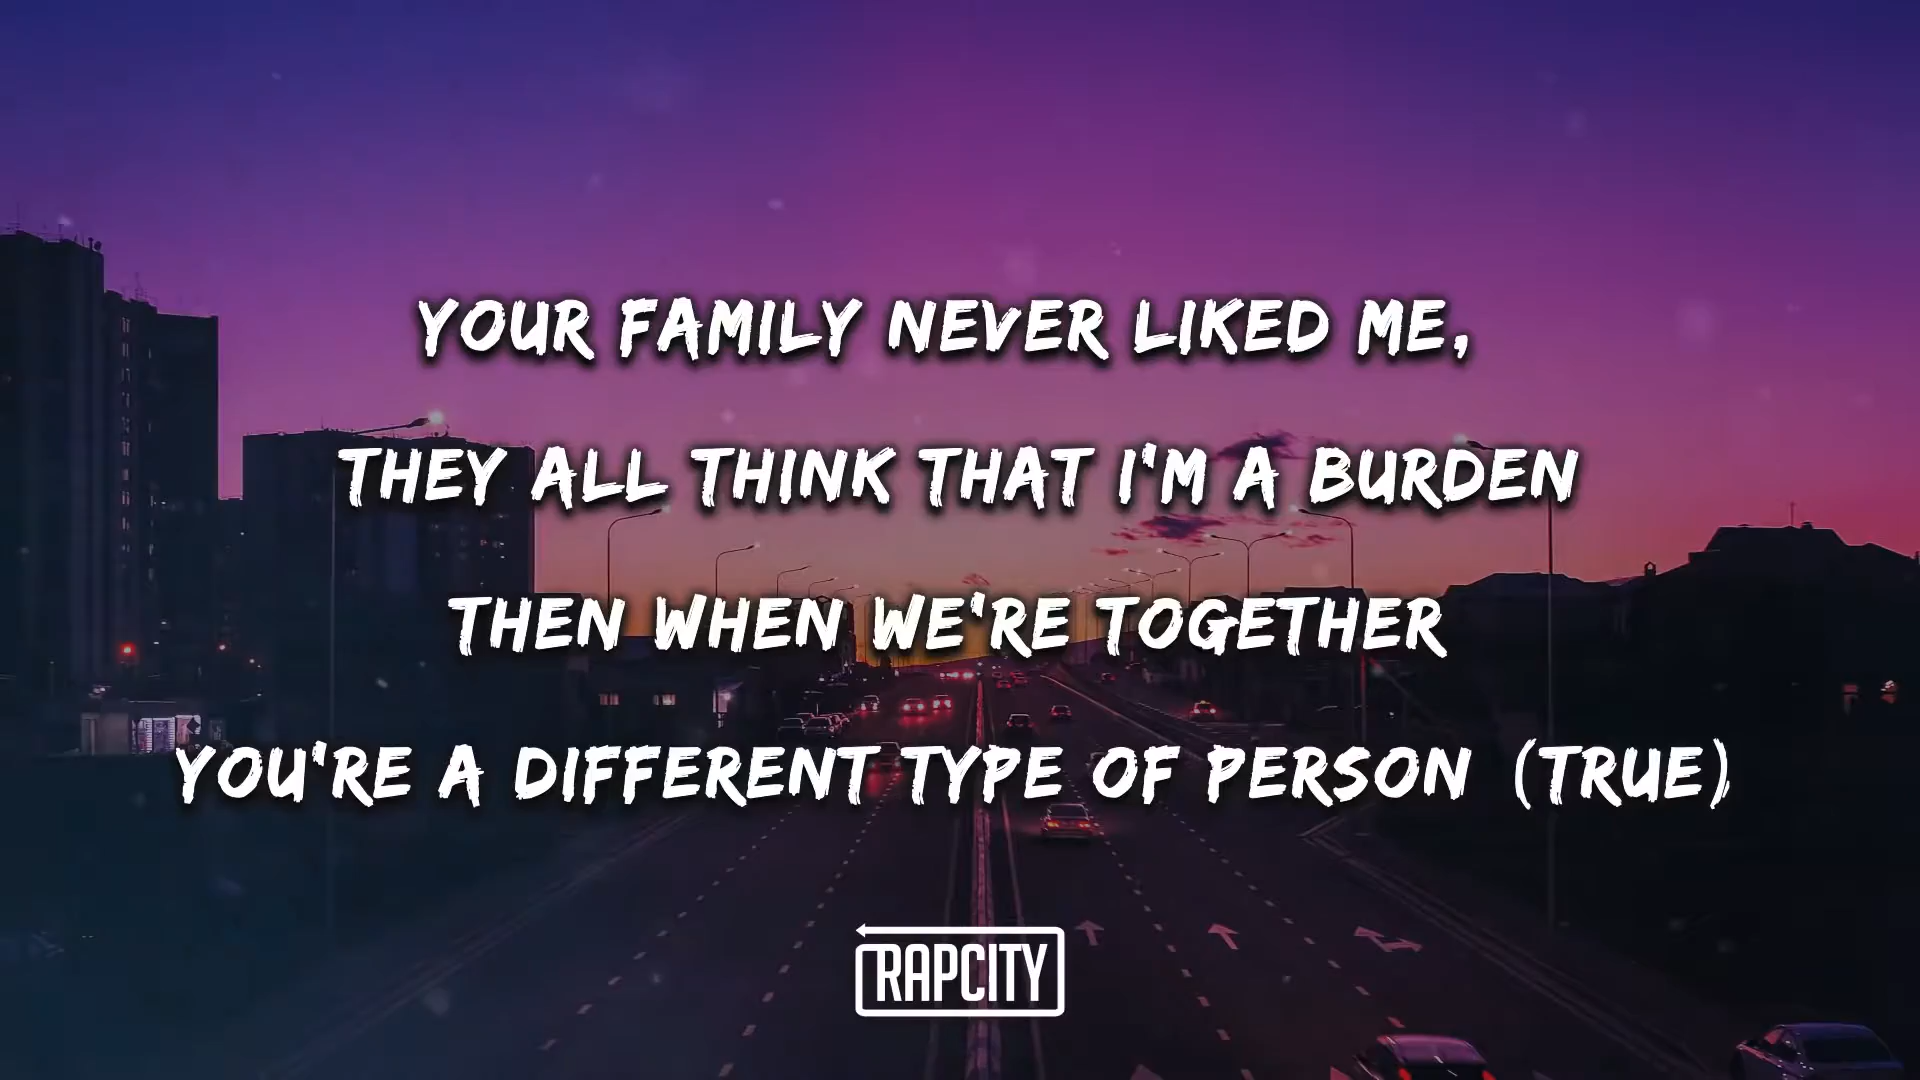 YOUR FAMILY NEVER LIKED ME,
THEY ALL THINK THAT I'M A BURDEN
THEN WHEN WE'RE TOGETHER
YOU'RE A DIFFERENT TYPE OF PERSON (TRUE)
RAPCITY